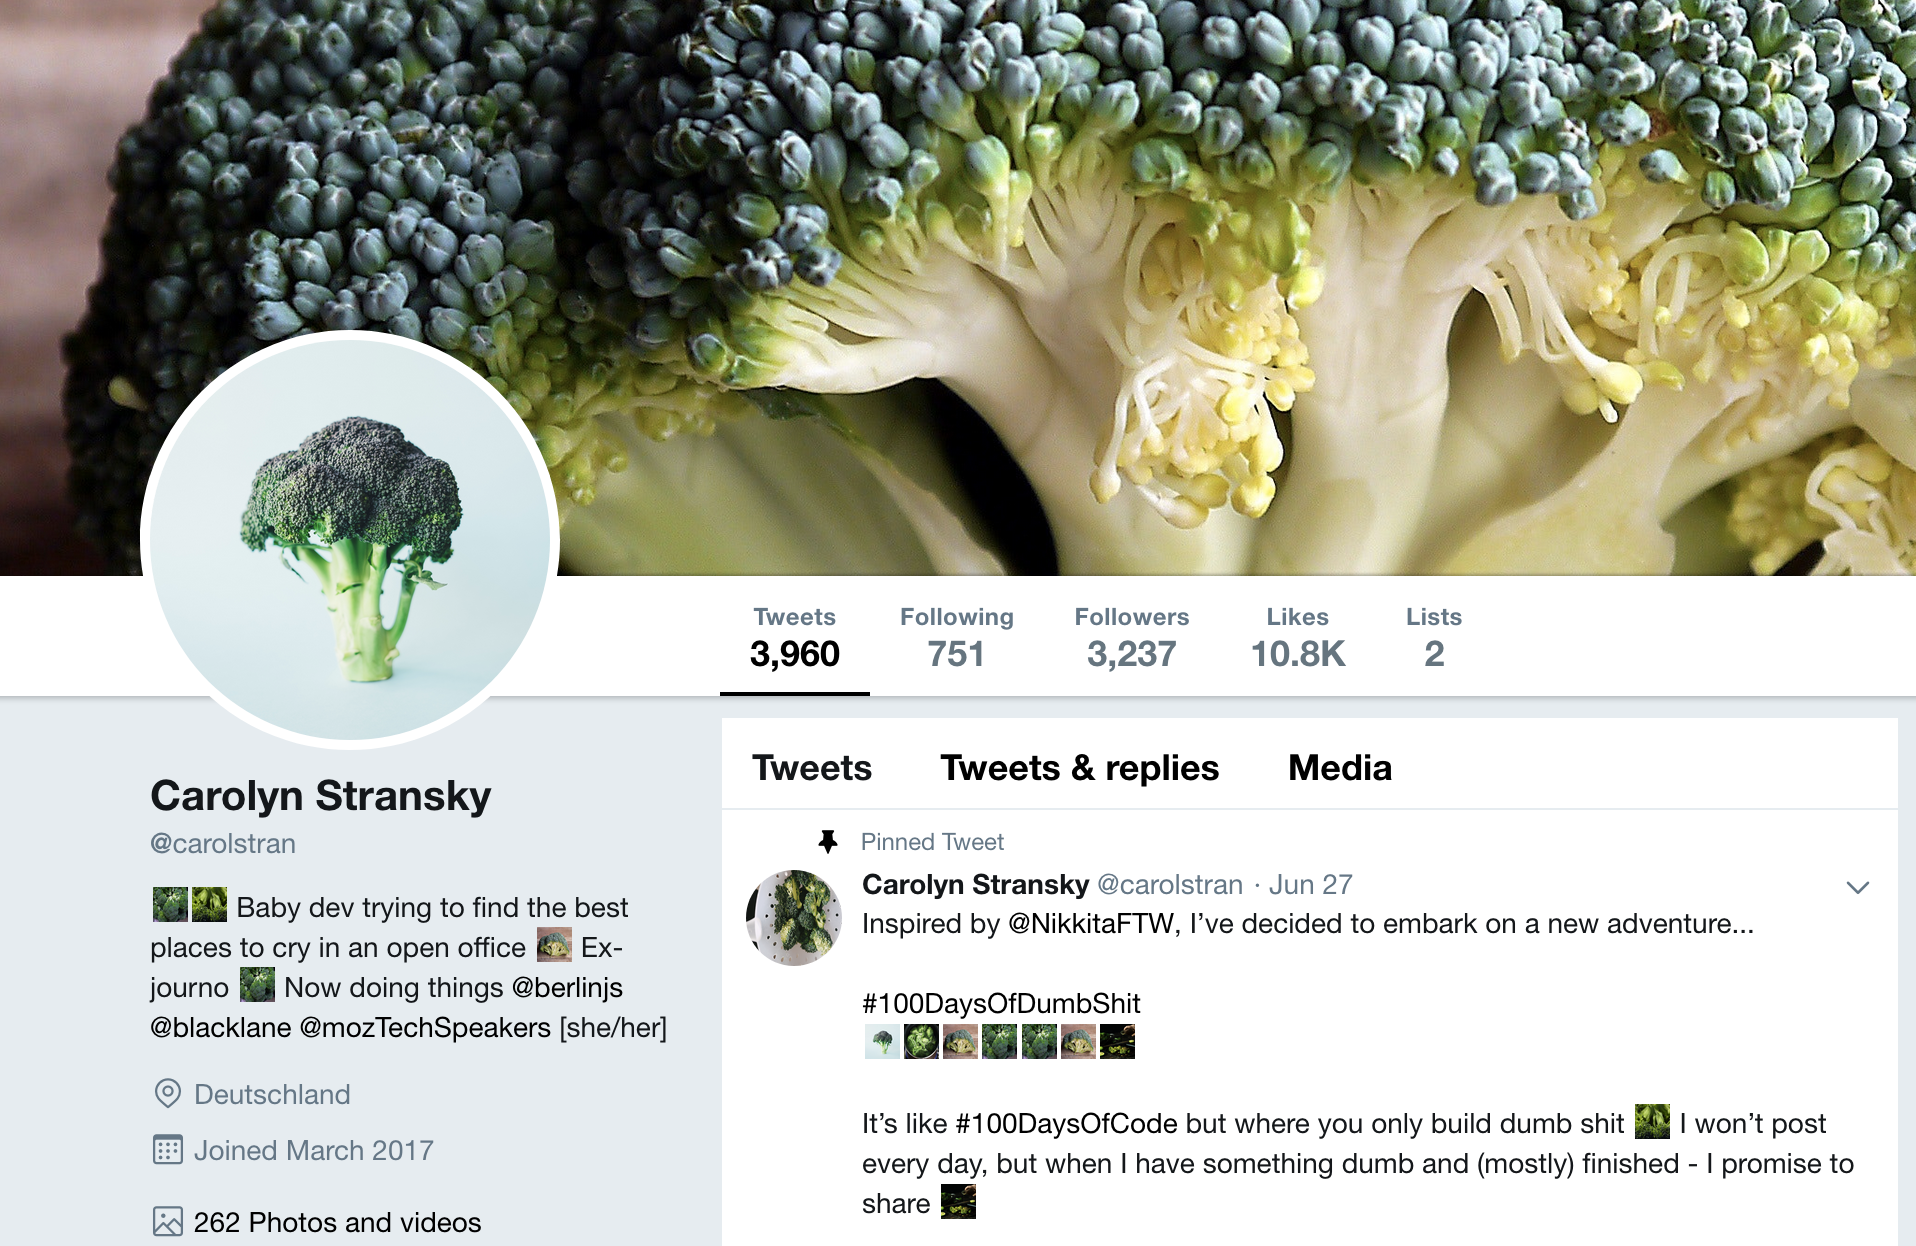 Tweets Following Followers Likes Lists
3,960 751 3,237 10.8K 2
Carolyn Stransky
@carolstran
Baby dev trying to find the best
places to cry in an open office Ex-
journo Now doing things @berlinjs
@blacklane @mozTechSpeakers [she/her]
Deutschland
Joined March 2017
262 Photos and videos
Tweets Tweets & replies Media
Pinned Tweet
Carolyn Stransky @carolstran · Jun 27
Inspired by @NikkitaFTW, I’ve decided to embark on a new adventure...
#100DaysOfDumbShit
It’s like #100DaysOfCode but where you only build dumb shit I won’t post
every day, but when I have something dumb and (mostly) finished - I promise to
share